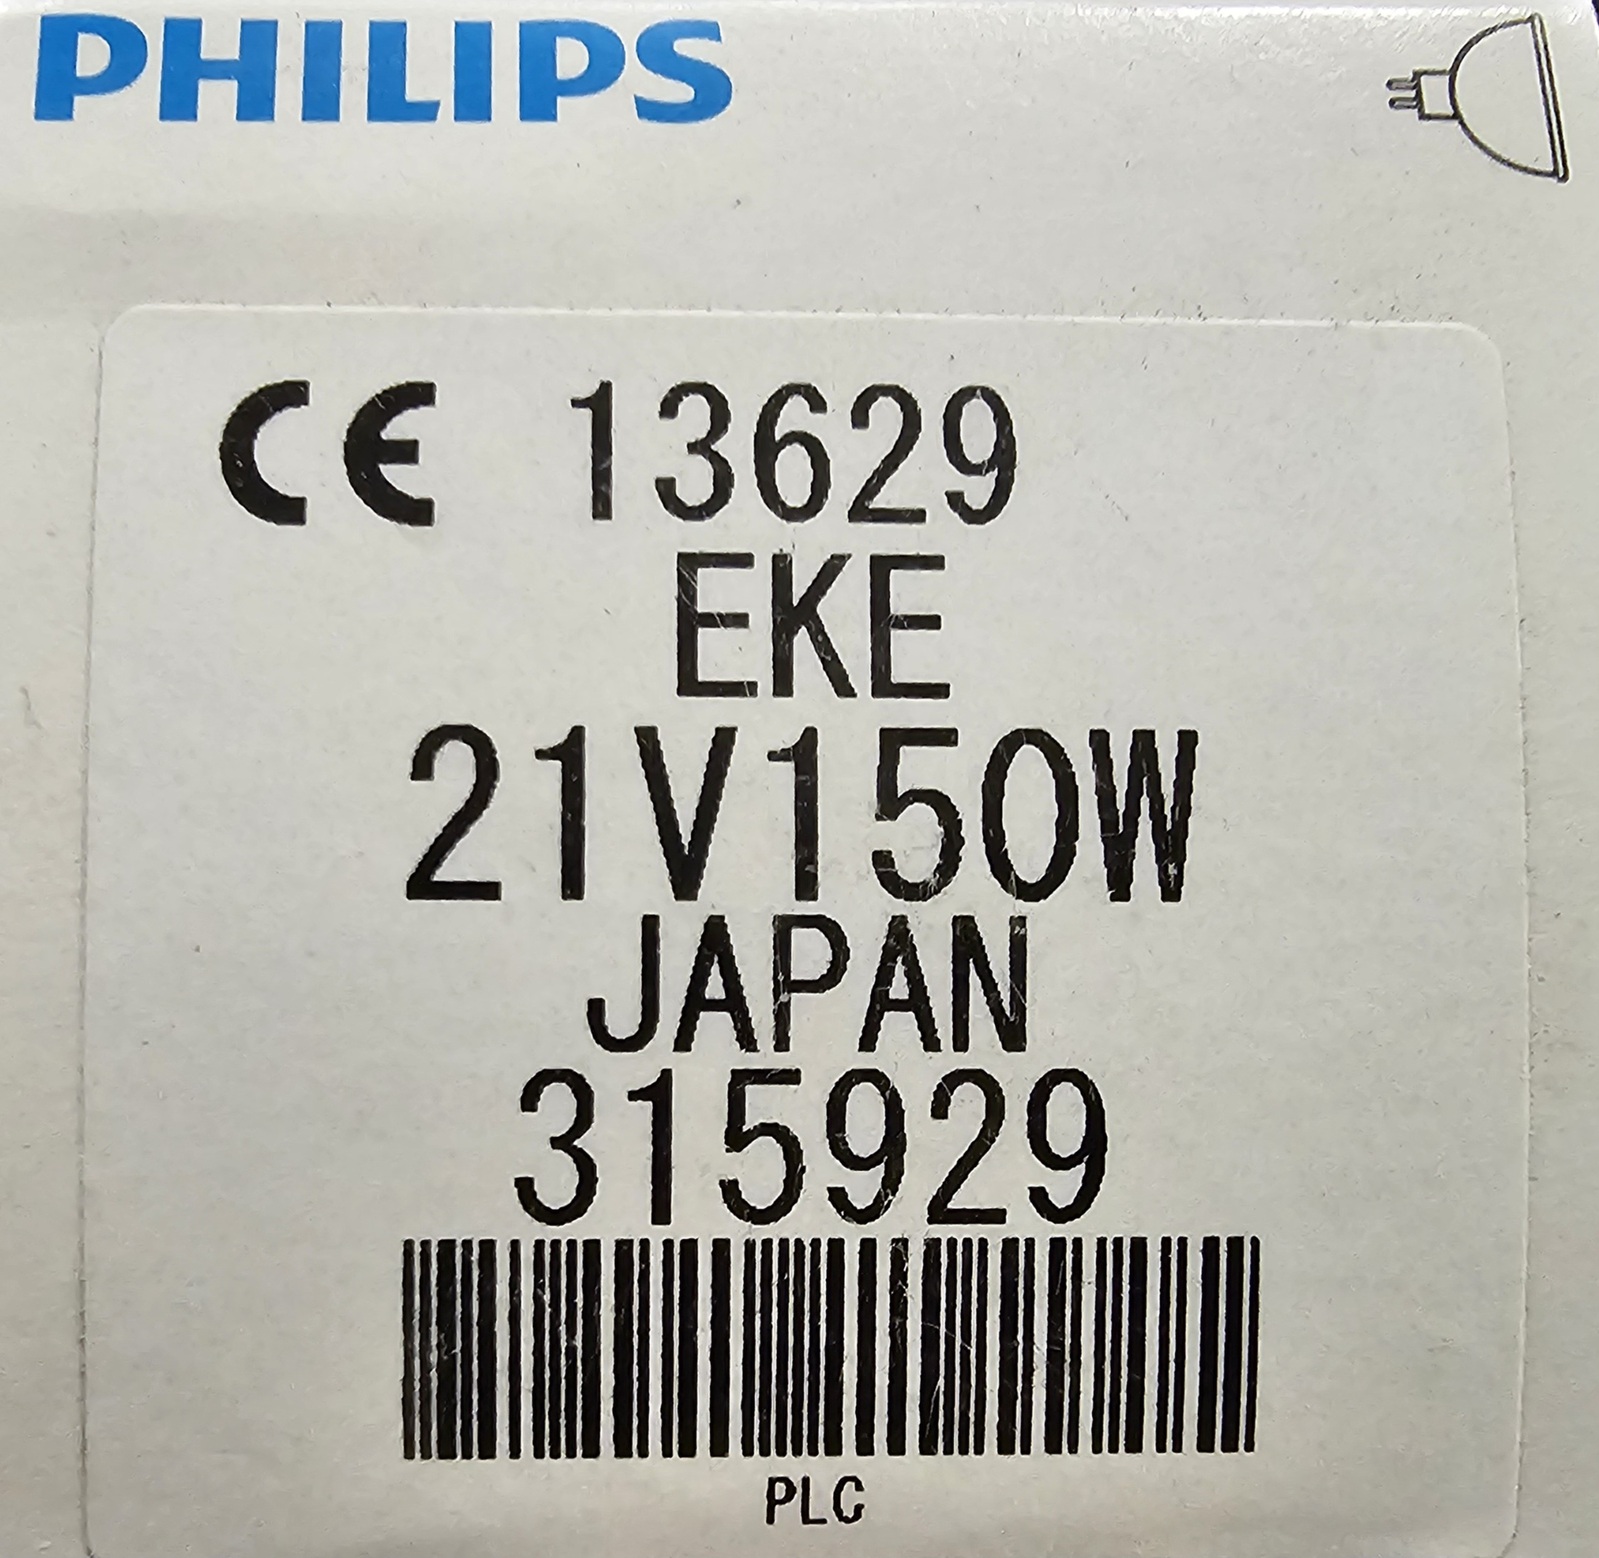 PHILIPS
CE 13629
EKE
21V150W
JAPAN
315929
PLC